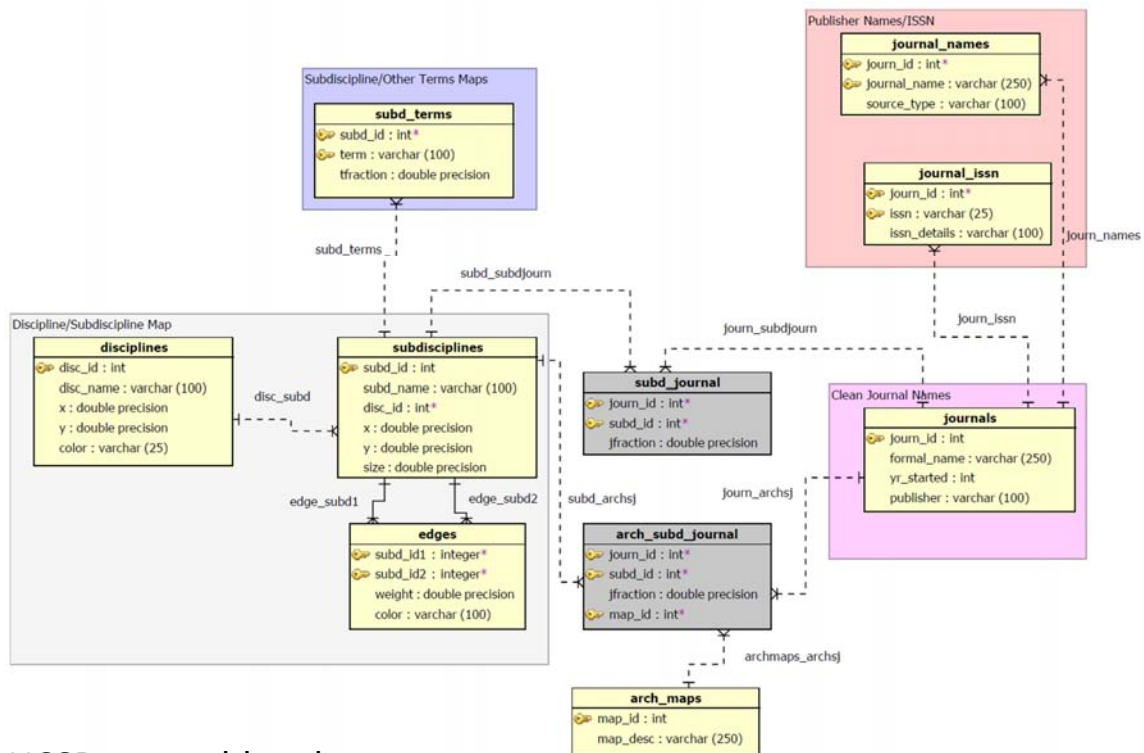 Publisher Names/ISSN
journal_names
journ_id : int*
journal_name : varchar (250)
source_type : varchar (100)
journal_issn
journ_id : int*
issn : varchar (25)
issn_details : varchar (100)
journ_names
Subdiscipline/Other Terms Maps
subd_terms
subd_id : int*
term : varchar (100)
tfraction : double precision
subd_terms
subd_subdjourn
journ_subdjourn
journ_issn
Discipline/Subdiscipline Map
disciplines
disc_id : int
disc_name : varchar (100)
x : double precision
y : double precision
color : varchar (25)
disc_subd
subdisciplines
subd_id : int
subd_name : varchar (100)
disc_id : int*
x : double precision
y : double precision
size : double precision
edge_subd1
edge_subd2
edges
subd_id1 : integer*
subd_id2 : integer*
weight : double precision
color : varchar (100)
subd_journal
journ_id : int*
subd_id : int*
jfraction : double precision
subd_archsj
journ_archsj
Clean Journal Names
journals
journ_id : int
formal_name : varchar (250)
yr_started : int
publisher : varchar (100)
arch_subd_journal
journ_id : int*
subd_id : int*
jfraction : double precision
map_id : int*
archmaps_archsj
arch_maps
map_id : int
map_desc : varchar (250)